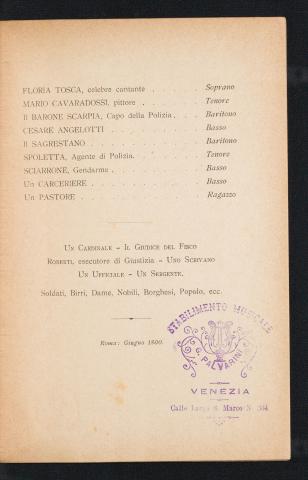 FLORIA TOSCA, celebre cantante . . . . . . Soprano
MARIO CAVARADOSSI, pittore . . . . . . . Tenore
Il BARONE SCARPIA, Capo della Polizia . . . Baritono
CESARE ANGELOTTI . . . . . . . . . Basso
Il SAGRESTANO . . . . . . . . . . Baritono
SPOLETTA, Agente di Polizia. . . . . . . Tenore
SCIARRONE, Gendarme . . . . . . . . Basso
Un CARCERIERE . . . . . . . . . . Basso
Un PASTORE . . . . . . . . . . . Ragazzo
Un Cardinale - Il Giudice del Fisco
Roberti, esecutore di Giustizia - Uno Scrivano
Un Ufficiale - Un Sergente.
Soldati, Birri, Dame, Nobili, Borghesi, Popolo, ecc.
Roma: Giugno 1800.
STABILIMENTO MUSICALE
G. PALVARINI
VENEZIA
Calle Larga S. Marco N.